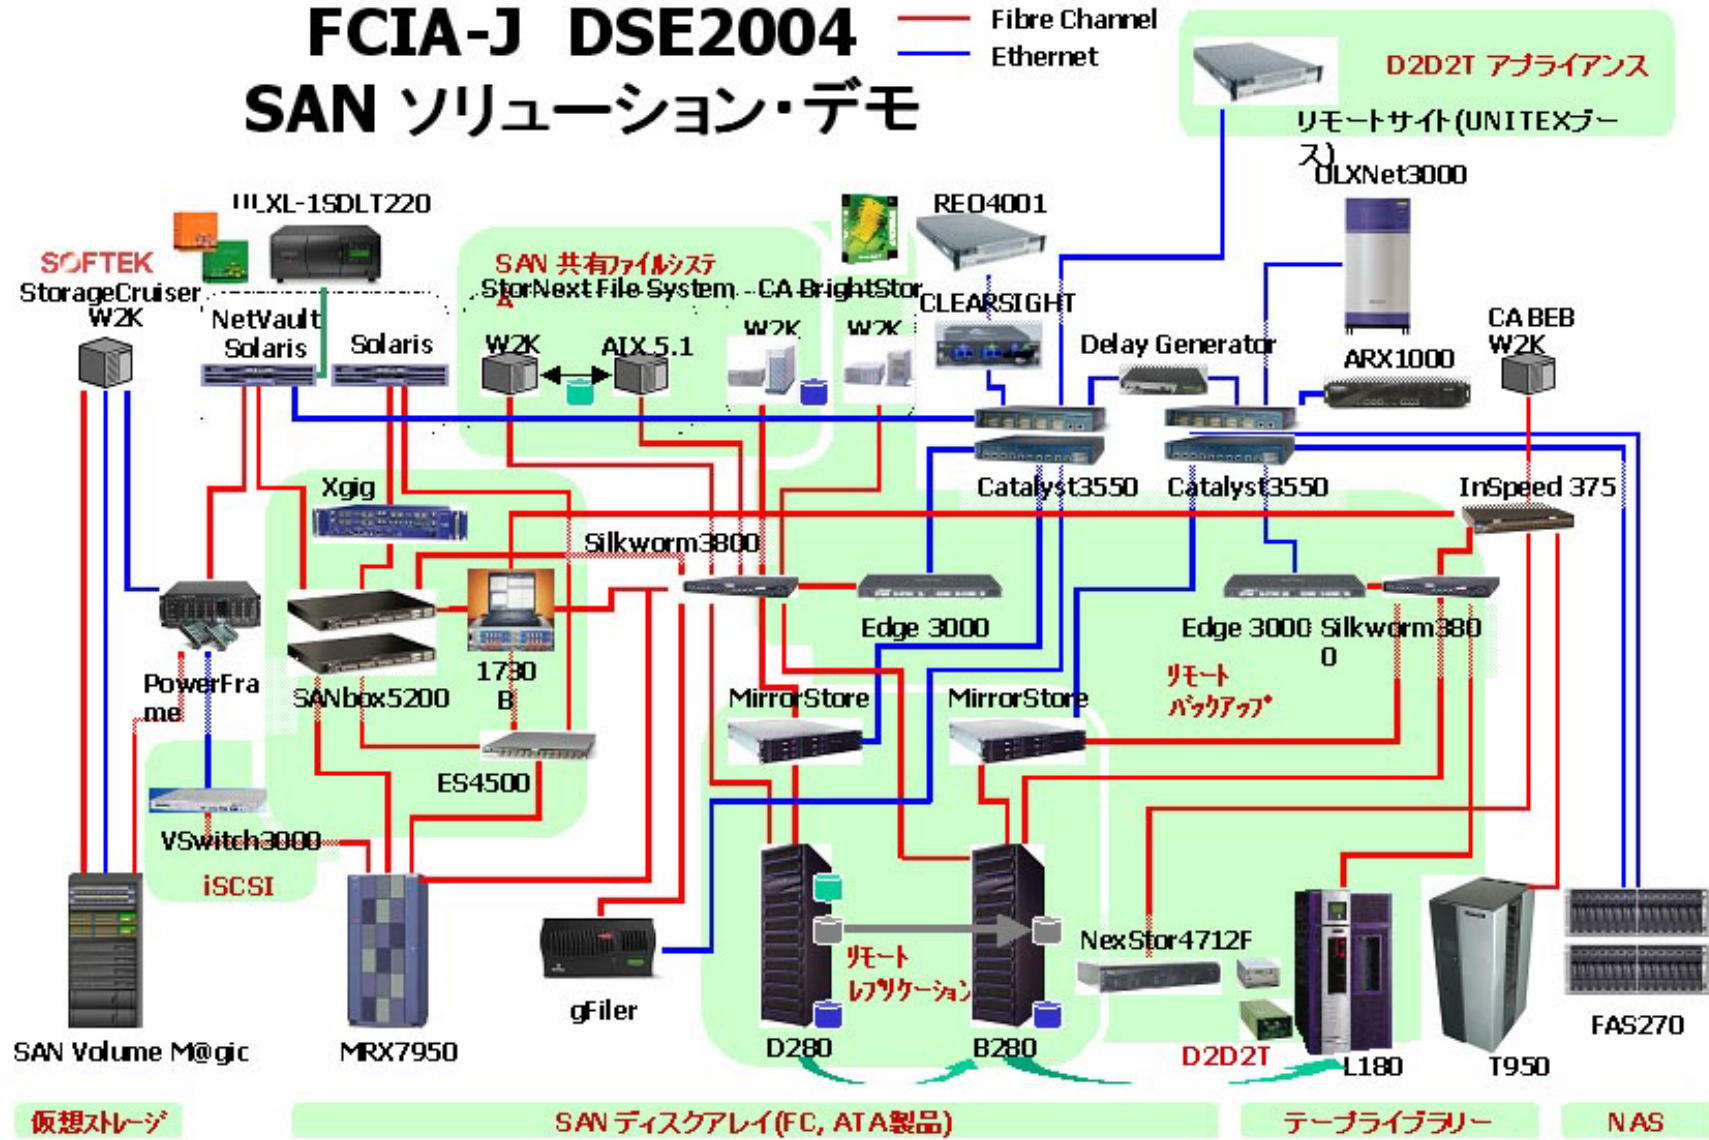 FCIA-J DSE2004
SAN ソリューション・デモ
Fibre Channel
Ethernet
D2D2T アプライアンス
リモートサイト(UNITEXブー
ス)
ULXL-1SDLT220
SOFTEK
StorageCruiser
W2K
NetVault
Solaris
Solaris
SAN 共有ファイルシステ
ム
StorNext File System
W2K
AIX 5.1
CA BrightStor
W2K
W2K
REO4001
CLEARSIGHT
Delay Generator
ULXNet3000
ARX1000
CA BEB
W2K
Xgig
Silkworm3800
Catalyst3550
Catalyst3550
InSpeed 375
Edge 3000
Edge 3000
Silkworm380
0
PowerFra
me
SANbox5200
1730
B
MirrorStore
MirrorStore
リモート
バックアップ
ES4500
VSwitch3000
iSCSI
gFiler
リモート
レプリケーション
NexStor4712F
SAN Volume M@gic
MRX7950
D280
B280
D2D2T
L180
T950
FAS270
仮想ストレージ
SAN ディスクアレイ(FC, ATA製品)
テープライブラリー
NAS